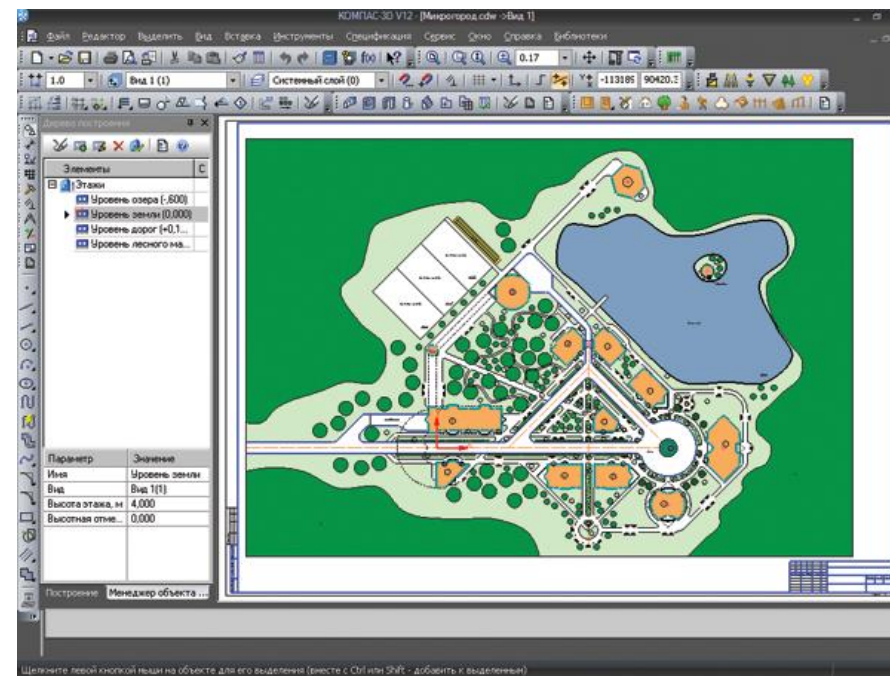 КОМПАС-3D V12 - [Микрогород.cdw ->Вид 1]
Файл Редактор Выделить Вид Вставка Инструменты Спецификация Сервис Окно Справка Библиотеки
0.17
1.0 Вид 1 (1) Системный слой (0) -113185 90420.3
Дерево построения
Элементы С
Этажи
Уровень озера (-,600)
Уровень земли (0,000)
Уровень дорог (+0,1...
Уровень лесного ма...
Параметр Значение
Имя Уровень земли
Вид Вид 1(1)
Высота этажа, м 4,000
Высотная отме... 0,000
Построение Менеджер объекта ...
Щелкните левой кнопкой мыши на объекте для его выделения (вместе с Ctrl или Shift - добавить к выделенным)